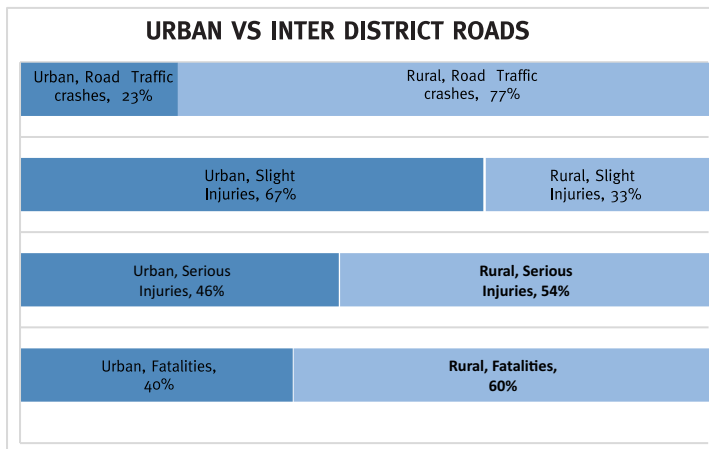 URBAN VS INTER DISTRICT ROADS
Urban, Road Traffic
crashes, 23%
Rural, Road Traffic
crashes, 77%
Urban, Slight
Injuries, 67%
Rural, Slight
Injuries, 33%
Urban, Serious
Injuries, 46%
Rural, Serious
Injuries, 54%
Urban, Fatalities,
40%
Rural, Fatalities,
60%